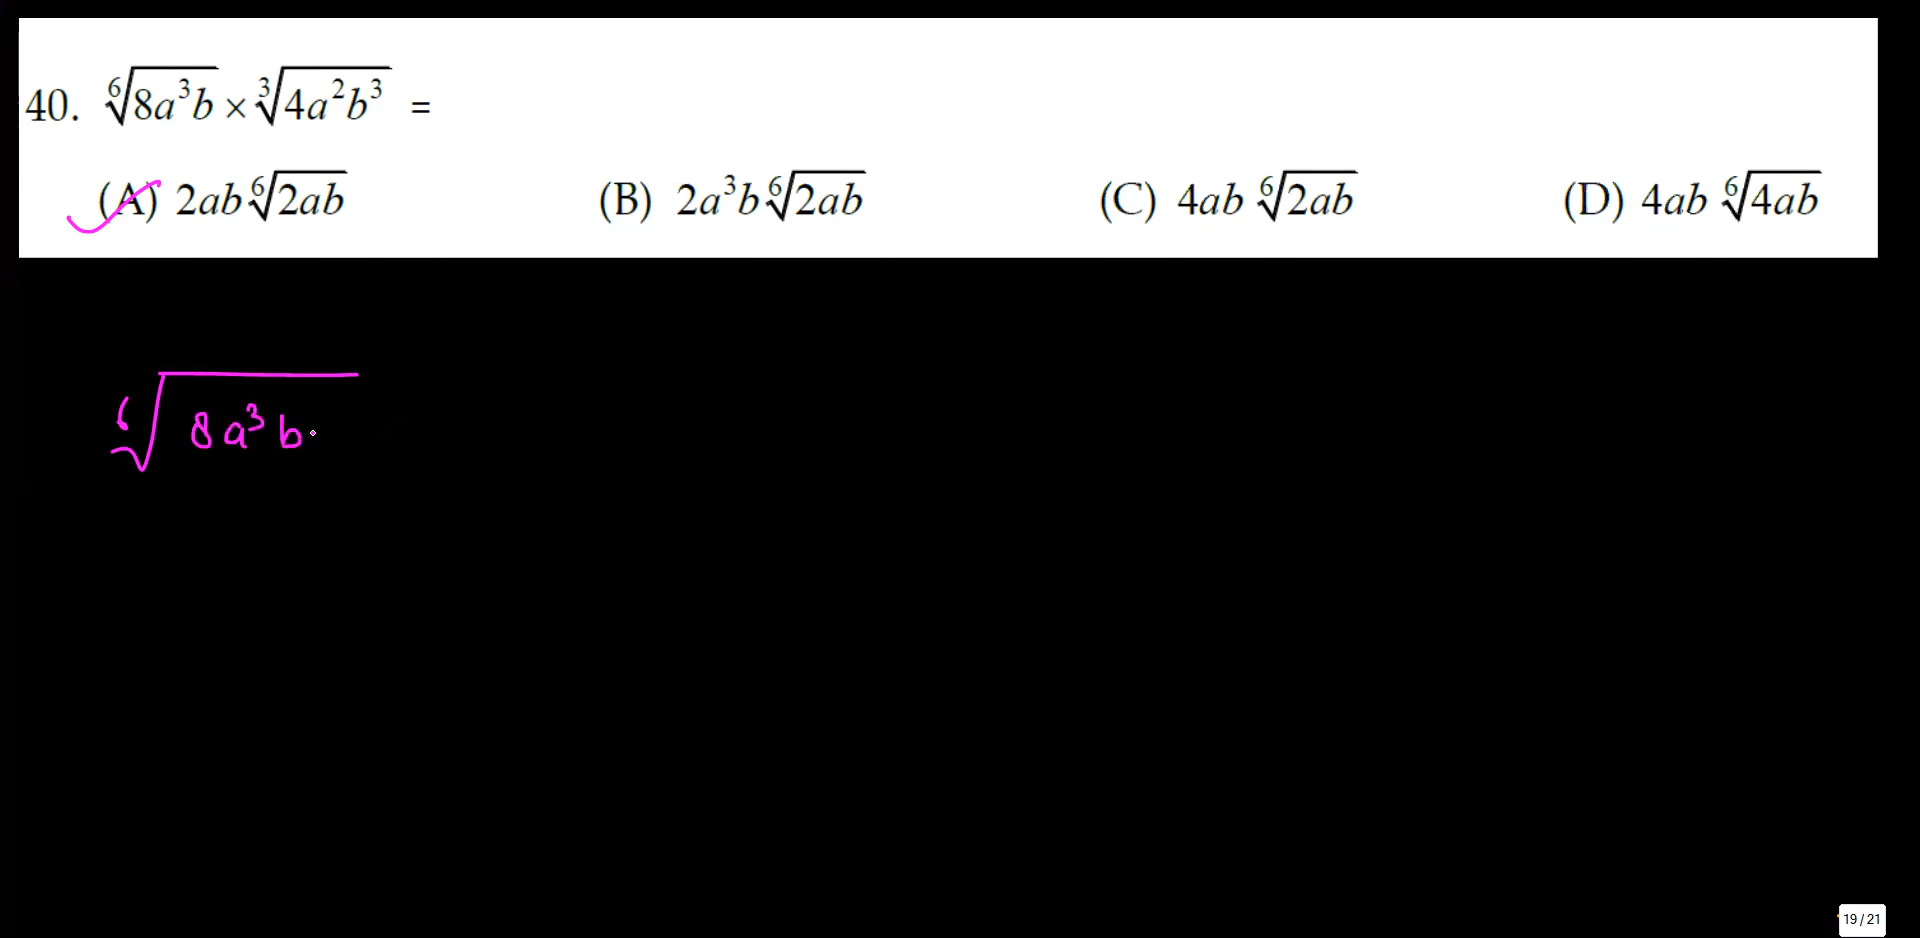 40. ⁶√(8a³b) × ³√(4a²b³) =
(A) 2ab ⁶√(2ab) (B) 2a³b ⁶√(2ab) (C) 4ab ⁶√(2ab) (D) 4ab ⁶√(4ab)
⁶√(8a³b·)
19 / 21